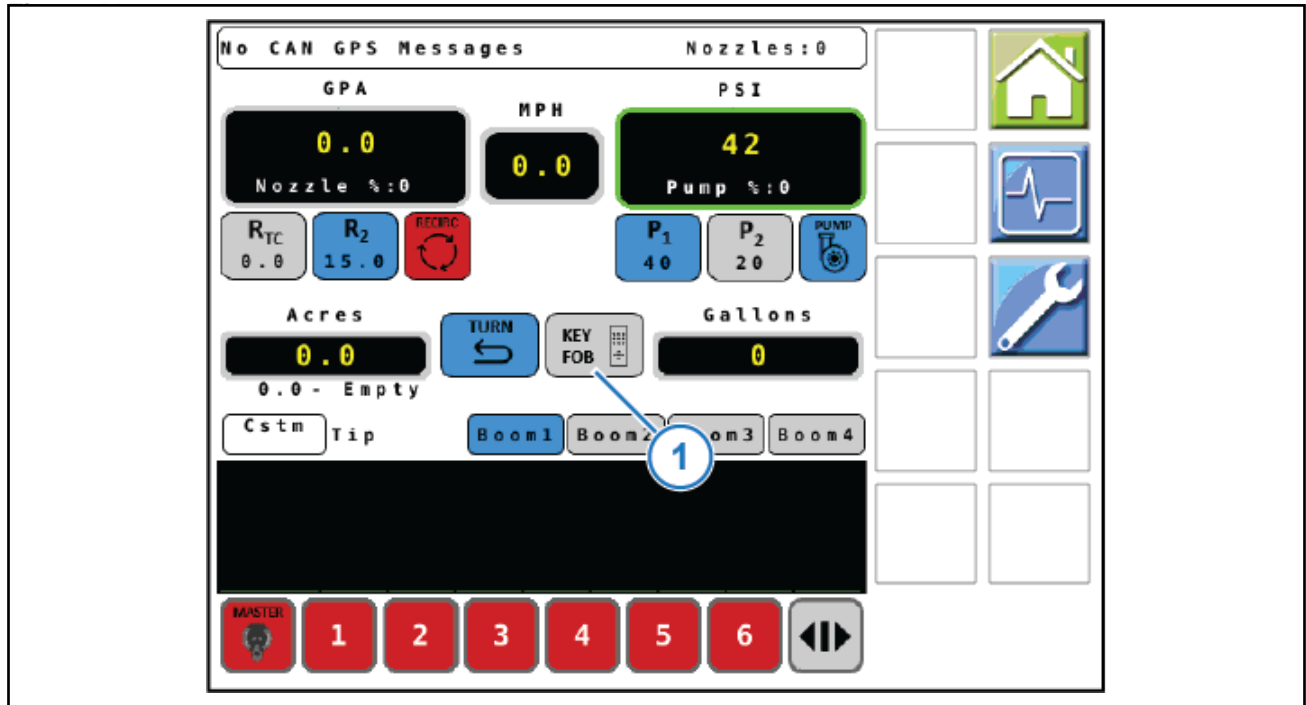 No CAN GPS Messages Nozzles:0
GPA MPH PSI
0.0 0.0 42
Nozzle %:0 Pump %:0
RTC R2 RECIRC P1 P2 PUMP
0.0 15.0 40 20
Acres TURN KEY FOB Gallons
0.0 0
0.0- Empty
Cstm Tip Boom1 Boom2 om3 Boom4
1
MASTER 1 2 3 4 5 6